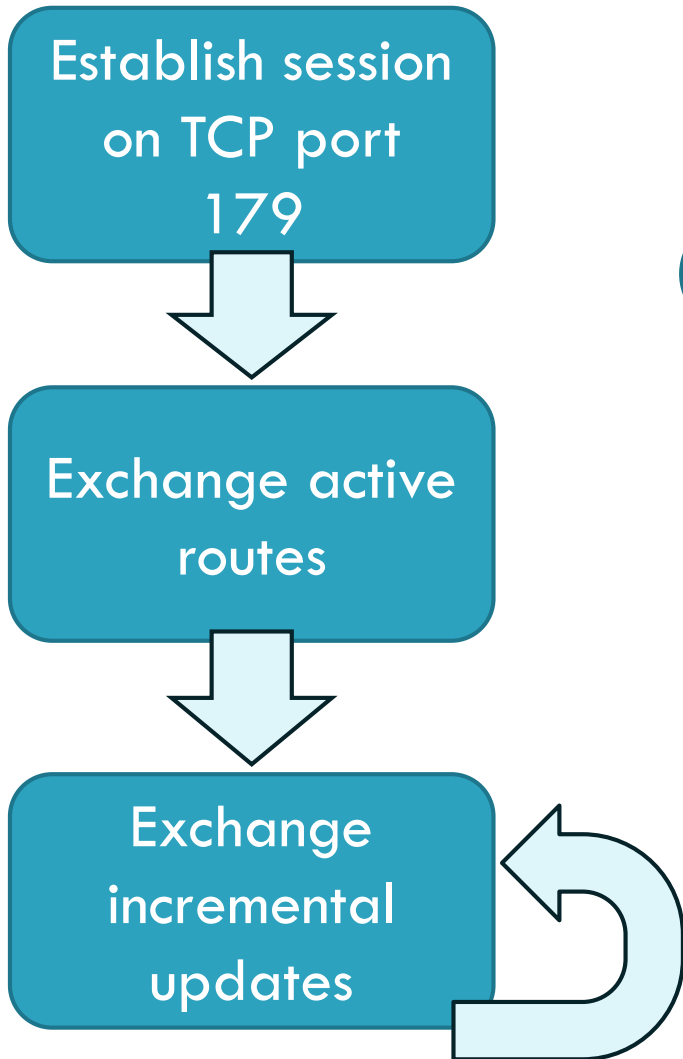 Establish session
on TCP port
179
Exchange active
routes
Exchange
incremental
updates